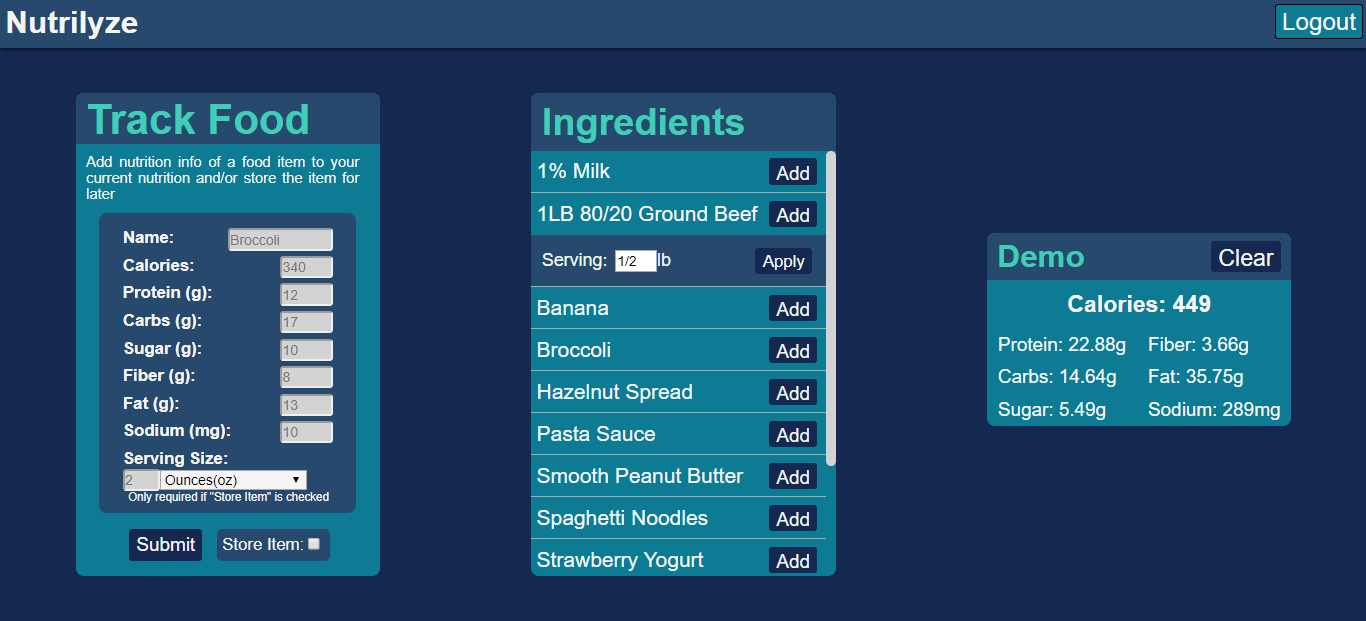 Nutrilyze
Logout
Track Food
Add nutrition info of a food item to your
current nutrition and/or store the item for
later
Name: Broccoli
Calories: 340
Protein (g): 12
Carbs (g): 17
Sugar (g): 10
Fiber (g): 8
Fat (g): 13
Sodium (mg): 10
Serving Size:
2 Ounces(oz)
Only required if "Store Item" is checked
Submit Store Item:
Ingredients
1% Milk Add
1LB 80/20 Ground Beef Add
Serving: 1/2 lb Apply
Banana Add
Broccoli Add
Hazelnut Spread Add
Pasta Sauce Add
Smooth Peanut Butter Add
Spaghetti Noodles Add
Strawberry Yogurt Add
Demo Clear
Calories: 449
Protein: 22.88g Fiber: 3.66g
Carbs: 14.64g Fat: 35.75g
Sugar: 5.49g Sodium: 289mg